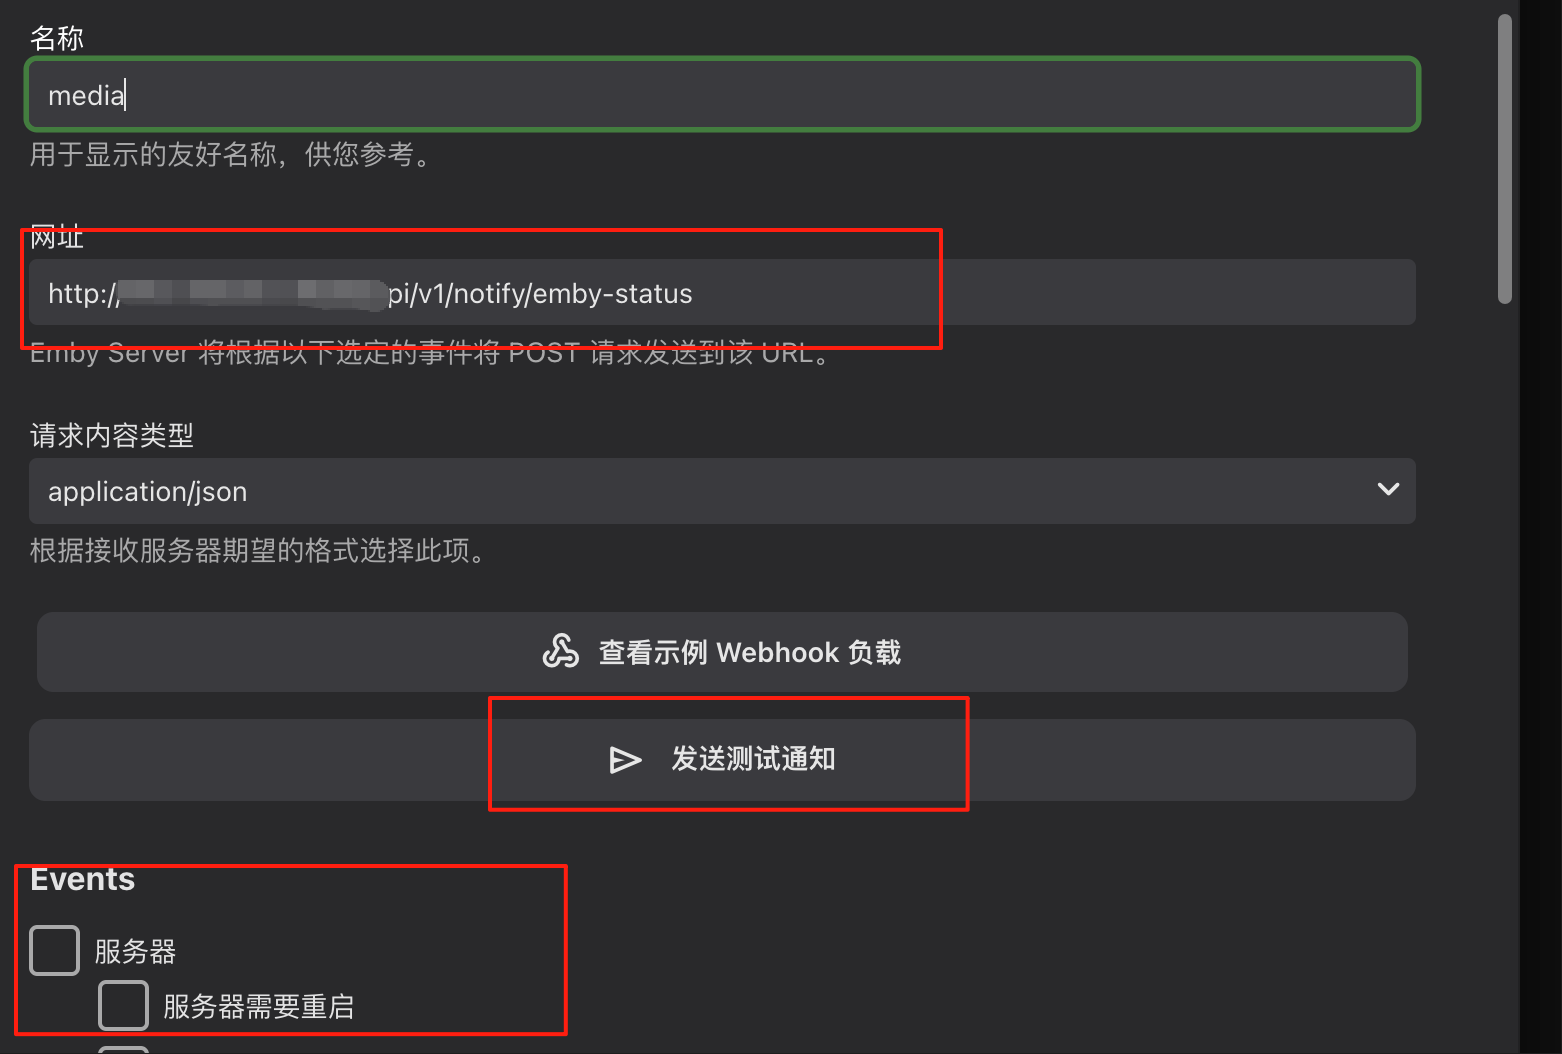 名称
media
用于显示的友好名称，供您参考。
网址
http://pi/v1/notify/emby-status
Emby Server 将根据以下选定的事件将 POST 请求发送到该 URL。
请求内容类型
application/json
根据接收服务器期望的格式选择此项。
查看示例 Webhook 负载
发送测试通知
Events
服务器
服务器需要重启